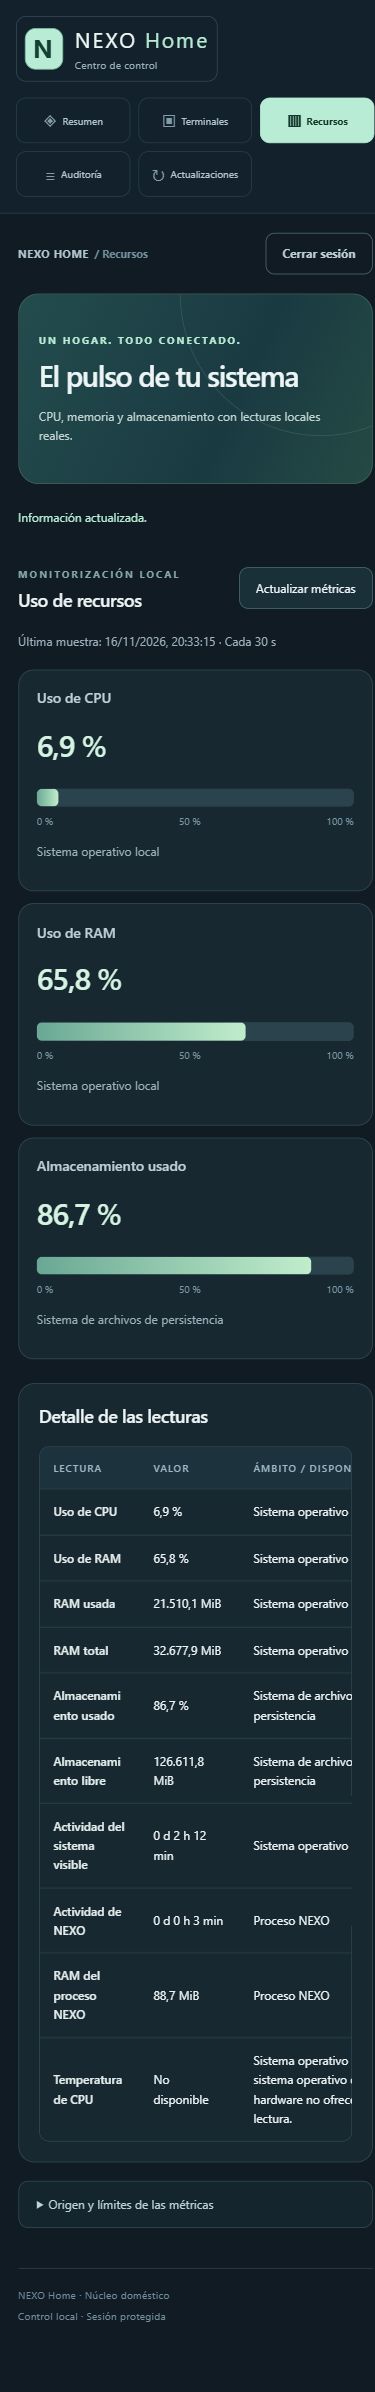 N NEXO Home
Centro de control
Resumen
Terminales
Recursos
Auditoría
Actualizaciones
NEXO HOME / Recursos
Cerrar sesión
UN HOGAR. TODO CONECTADO.
El pulso de tu sistema
CPU, memoria y almacenamiento con lecturas locales
reales.
Información actualizada.
MONITORIZACIÓN LOCAL
Uso de recursos
Actualizar métricas
Última muestra: 16/11/2026, 20:33:15 · Cada 30 s
Uso de CPU
6,9 %
0 % 50 % 100 %
Sistema operativo local
Uso de RAM
65,8 %
0 % 50 % 100 %
Sistema operativo local
Almacenamiento usado
86,7 %
0 % 50 % 100 %
Sistema de archivos de persistencia
Detalle de las lecturas
LECTURA VALOR ÁMBITO / DISPON
Uso de CPU 6,9 % Sistema operativo
Uso de RAM 65,8 % Sistema operativo
RAM usada 21.510,1 MiB Sistema operativo
RAM total 32.677,9 MiB Sistema operativo
Almacenami
ento usado
86,7 %
Sistema de archivo
persistencia
Almacenami
ento libre
126.611,8
MiB
Sistema de archivo
persistencia
Actividad del
sistema
visible
0 d 2 h 12
min
Sistema operativo
Actividad de
NEXO
0 d 0 h 3 min
Proceso NEXO
RAM del
proceso
NEXO
88,7 MiB
Proceso NEXO
Temperatura
de CPU
No
disponible
Sistema operativo
sistema operativo
hardware no ofrec
lectura.
Origen y límites de las métricas
NEXO Home · Núcleo doméstico
Control local · Sesión protegida